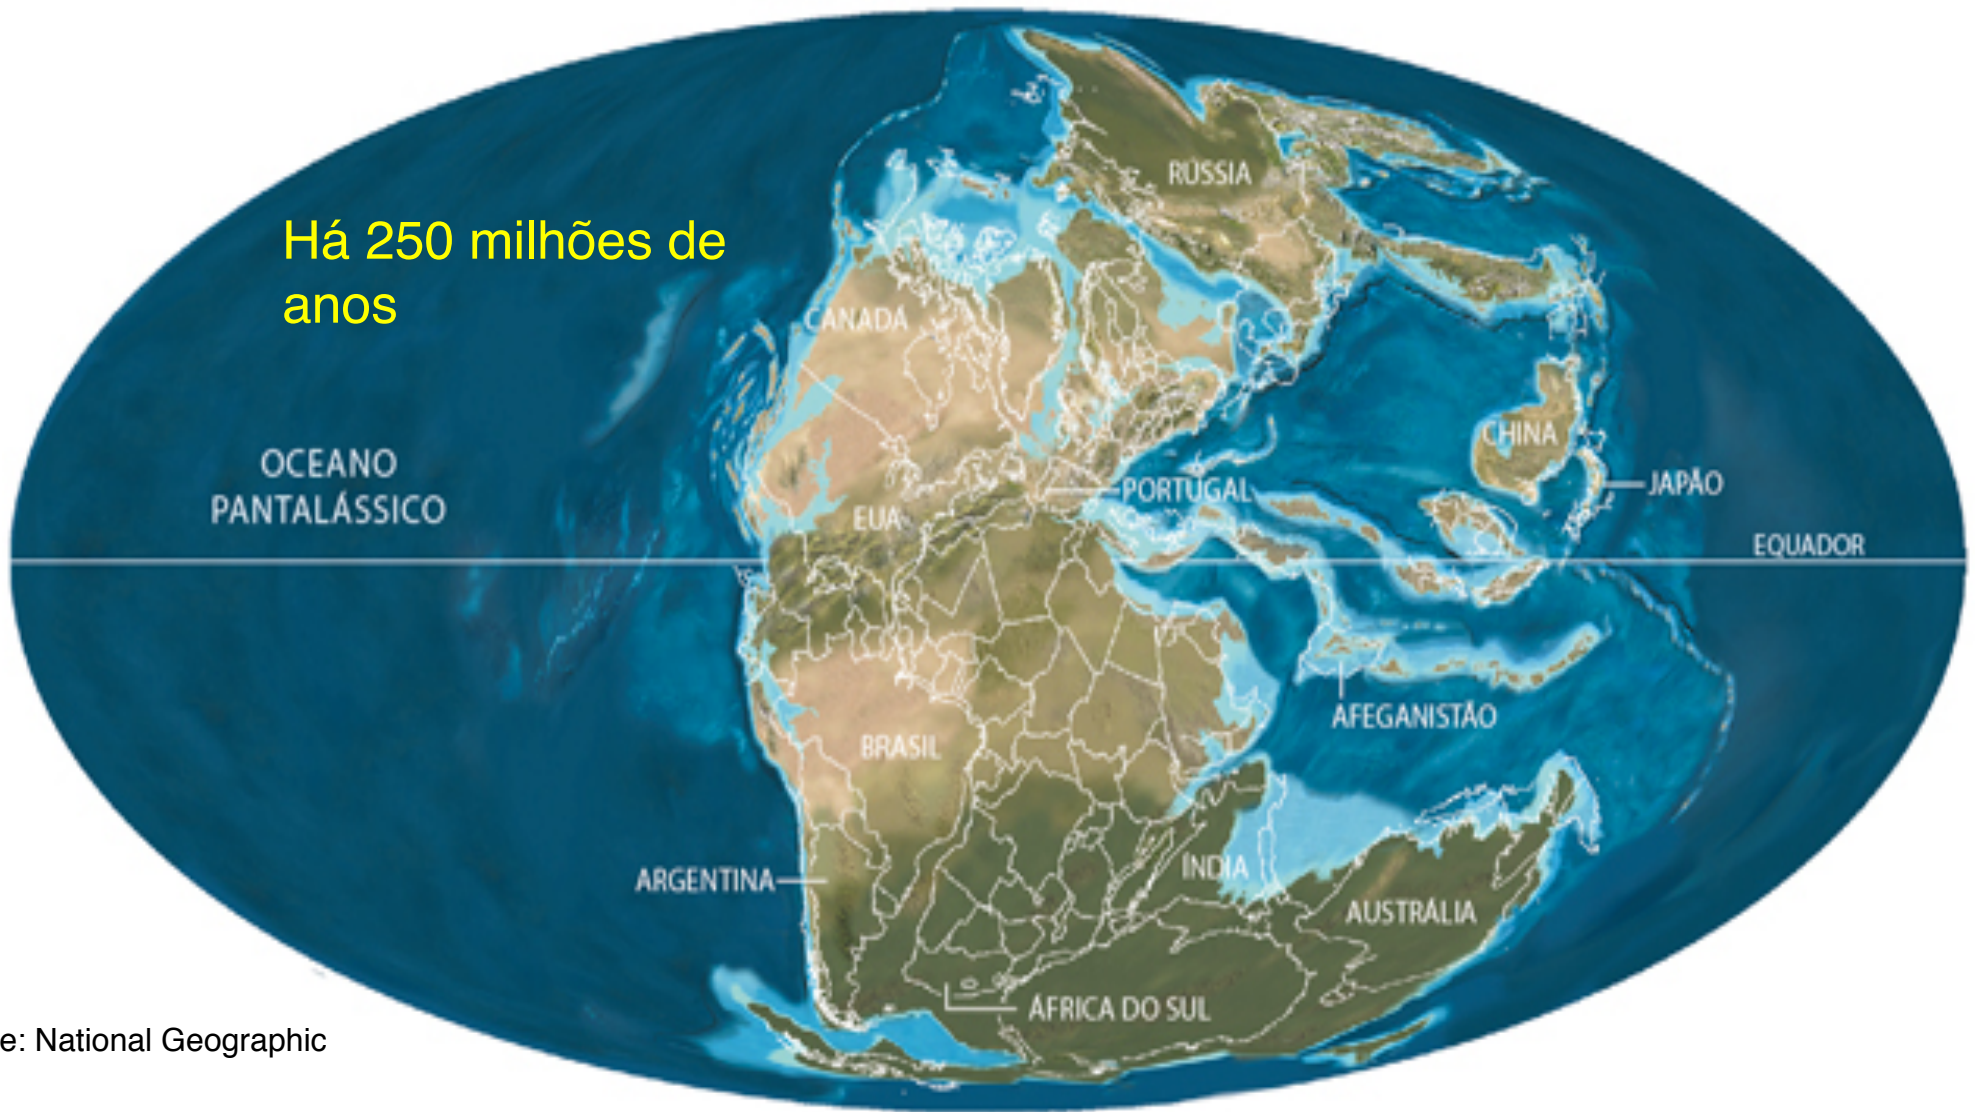 RÚSSIA
Há 250 milhões de
anos
CANADÁ
OCEANO
PANTALÁSSICO
CHINA
PORTUGAL
JAPÃO
EUA
EQUADOR
AFEGANISTÃO
BRASIL
ÍNDIA
ARGENTINA
AUSTRÁLIA
ÁFRICA DO SUL
e: National Geographic